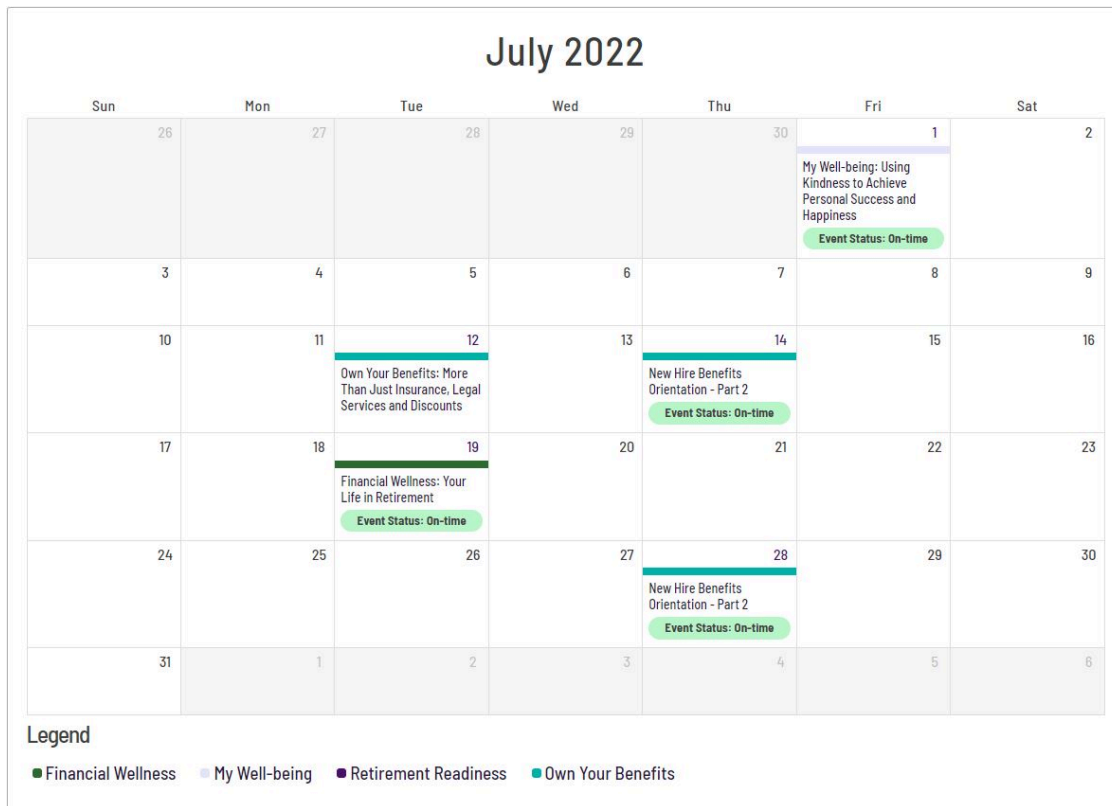 July 2022
Sun Mon Tue Wed Thu Fri Sat
26 27 28 29 30 1 2
My Well-being: Using
Kindness to Achieve
Personal Success and
Happiness
Event Status: On-time
3 4 5 6 7 8 9
10 11 12 13 14 15 16
Own Your Benefits: More
Than Just Insurance, Legal
Services and Discounts
New Hire Benefits
Orientation - Part 2
Event Status: On-time
17 18 19 20 21 22 23
Financial Wellness: Your
Life in Retirement
Event Status: On-time
24 25 26 27 28 29 30
New Hire Benefits
Orientation - Part 2
Event Status: On-time
31 1 2 3 4 5 6
Legend
Financial Wellness My Well-being Retirement Readiness Own Your Benefits